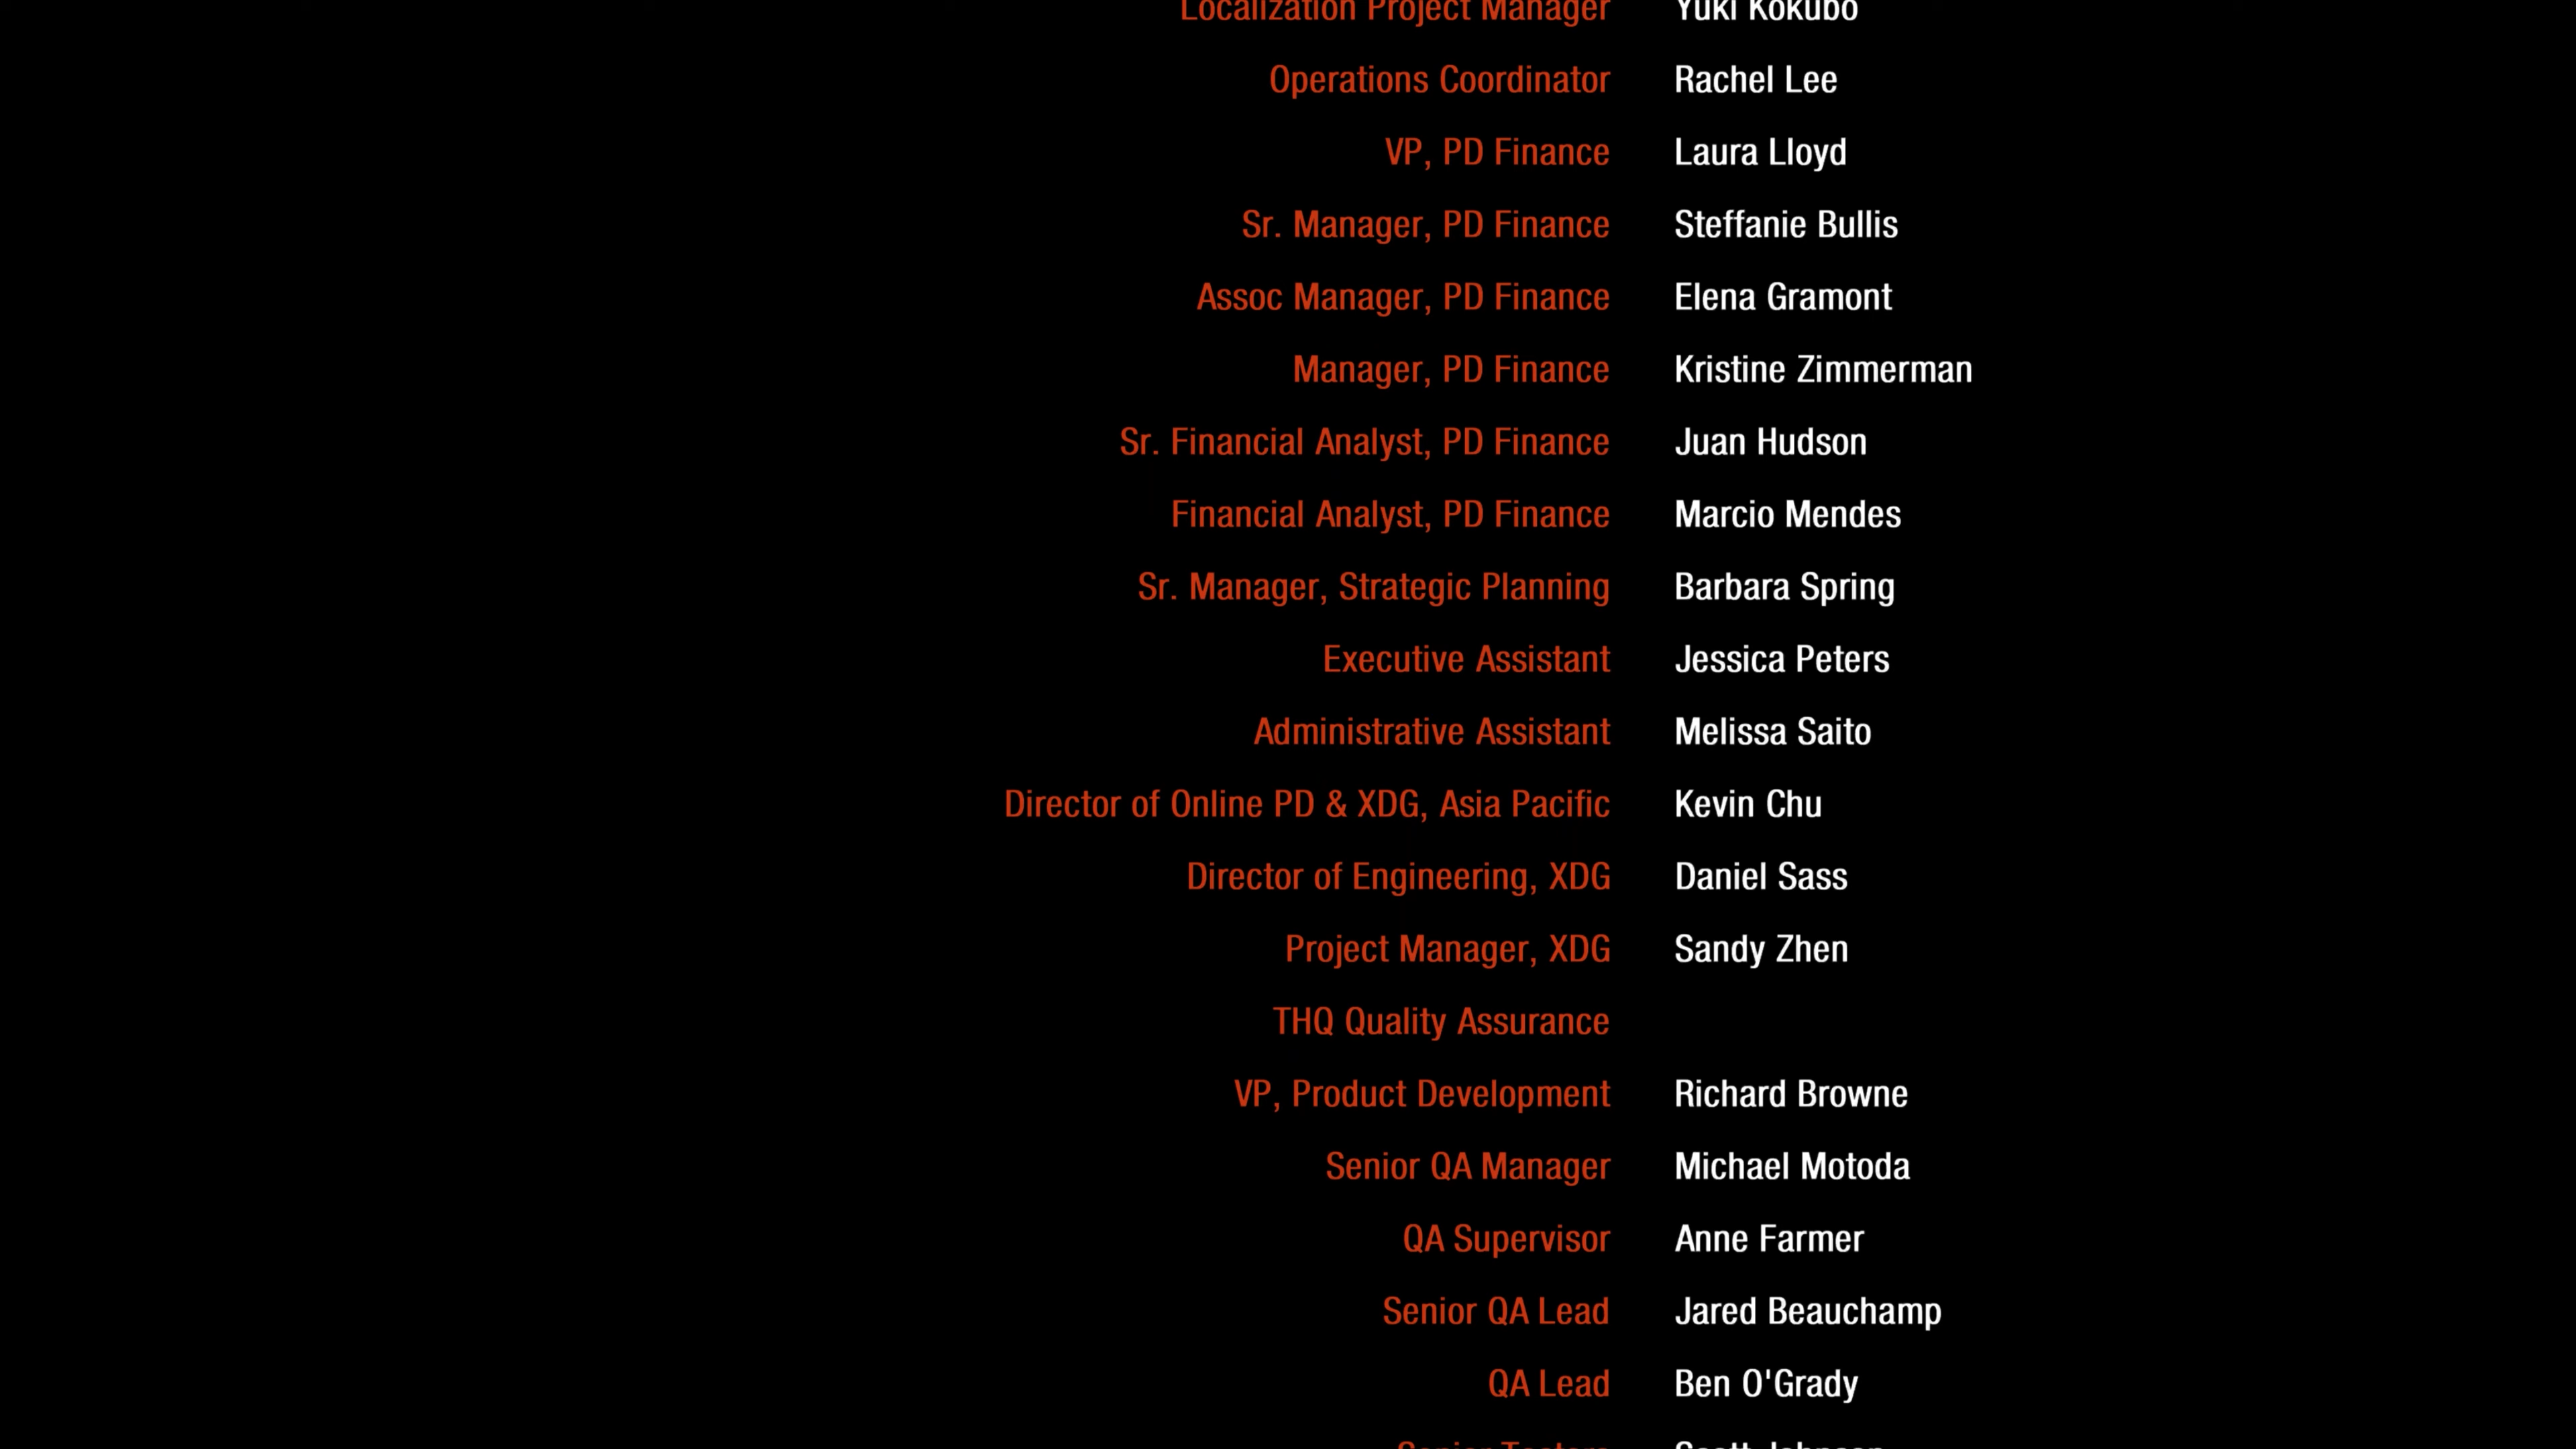 Localization Project Manager Yuki Kokubo
Operations Coordinator Rachel Lee
VP, PD Finance Laura Lloyd
Sr. Manager, PD Finance Steffanie Bullis
Assoc Manager, PD Finance Elena Gramont
Manager, PD Finance Kristine Zimmerman
Sr. Financial Analyst, PD Finance Juan Hudson
Financial Analyst, PD Finance Marcio Mendes
Sr. Manager, Strategic Planning Barbara Spring
Executive Assistant Jessica Peters
Administrative Assistant Melissa Saito
Director of Online PD & XDG, Asia Pacific Kevin Chu
Director of Engineering, XDG Daniel Sass
Project Manager, XDG Sandy Zhen
THQ Quality Assurance
VP, Product Development Richard Browne
Senior QA Manager Michael Motoda
QA Supervisor Anne Farmer
Senior QA Lead Jared Beauchamp
QA Lead Ben O'Grady
Senior Testers Scott Johnson